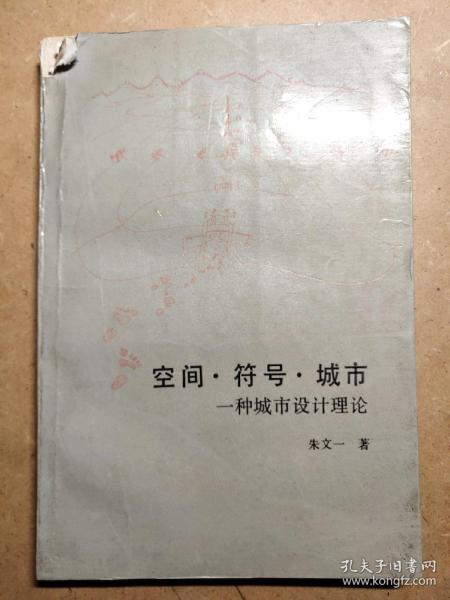 空间·符号·城市
一种城市设计理论
朱文一 著
孔夫子旧书网
www.kongfz.com